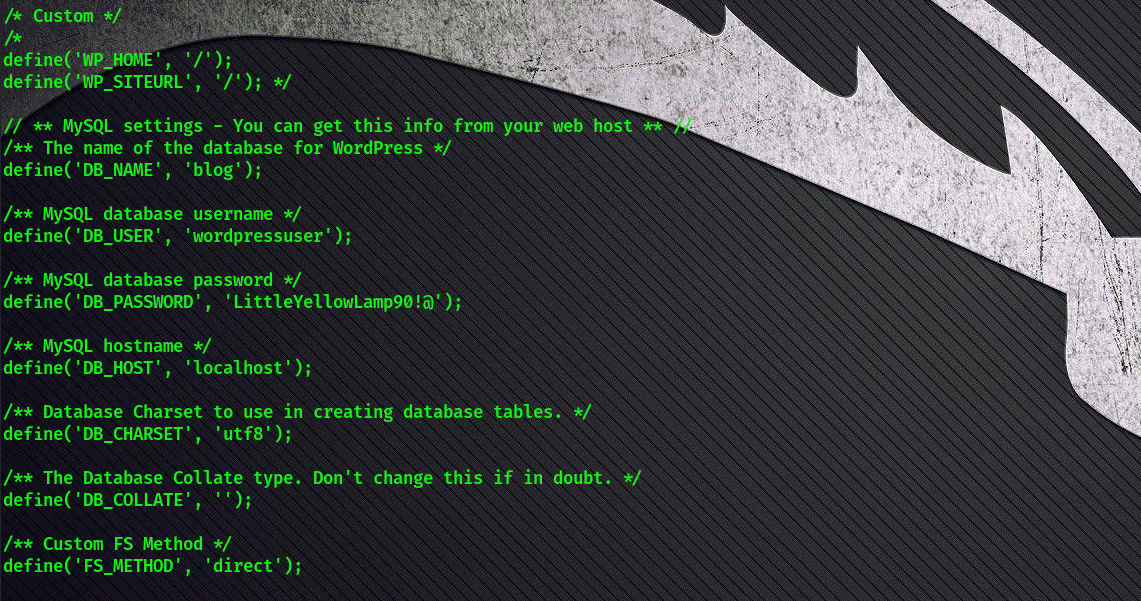 /* Custom */
/*
define('WP_HOME', '/');
define('WP_SITEURL', '/'); */
// ** MySQL settings - You can get this info from your web host ** //
/** The name of the database for WordPress */
define('DB_NAME', 'blog');
/** MySQL database username */
define('DB_USER', 'wordpressuser');
/** MySQL database password */
define('DB_PASSWORD', 'LittleYellowLamp90!@');
/** MySQL hostname */
define('DB_HOST', 'localhost');
/** Database Charset to use in creating database tables. */
define('DB_CHARSET', 'utf8');
/** The Database Collate type. Don't change this if in doubt. */
define('DB_COLLATE', '');
/** Custom FS Method */
define('FS_METHOD', 'direct');